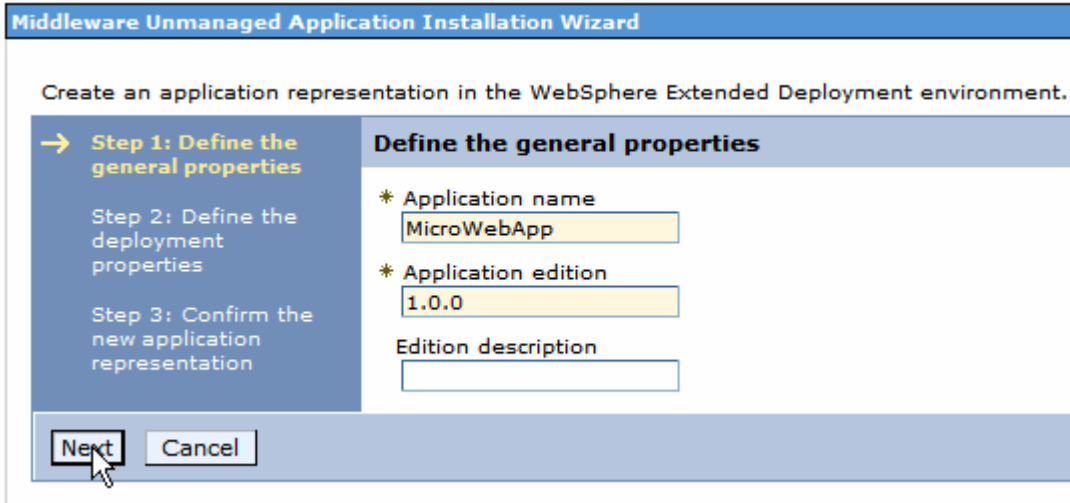 Middleware Unmanaged Application Installation Wizard
Create an application representation in the WebSphere Extended Deployment environment.
→ Step 1: Define the
general properties
Step 2: Define the
deployment
properties
Step 3: Confirm the
new application
representation
Define the general properties
* Application name
MicroWebApp
* Application edition
1.0.0
Edition description
Next Cancel